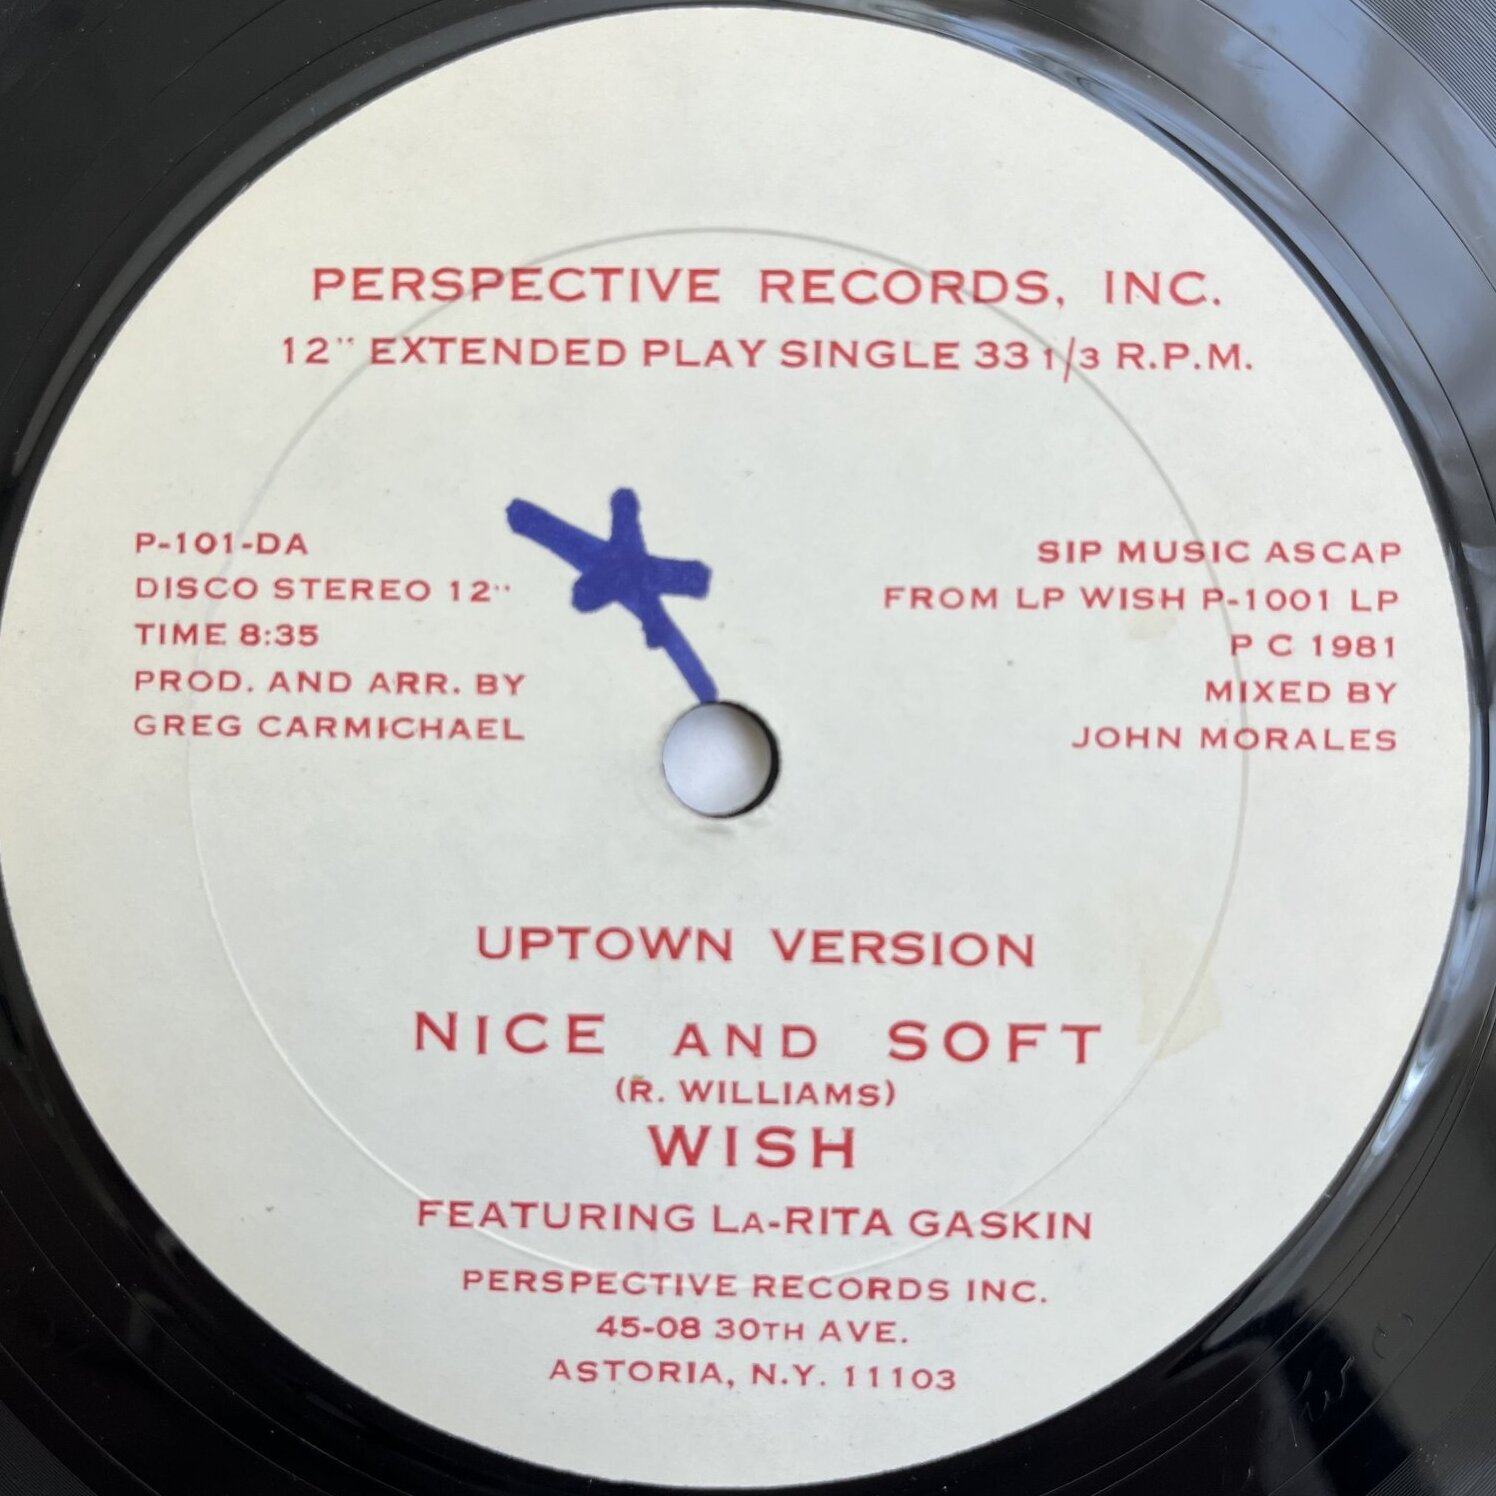 PERSPECTIVE RECORDS, INC.
12" EXTENDED PLAY SINGLE 33 1/3 R.P.M.
P-101-DA
DISCO STEREO 12"
TIME 8:35
PROD. AND ARR. BY
GREG CARMICHAEL
SIP MUSIC ASCAP
FROM LP WISH P-1001 LP
P C 1981
MIXED BY
JOHN MORALES
UPTOWN VERSION
NICE AND SOFT
(R. WILLIAMS)
WISH
FEATURING LA-RITA GASKIN
PERSPECTIVE RECORDS INC.
45-08 30TH AVE.
ASTORIA, N.Y. 11103